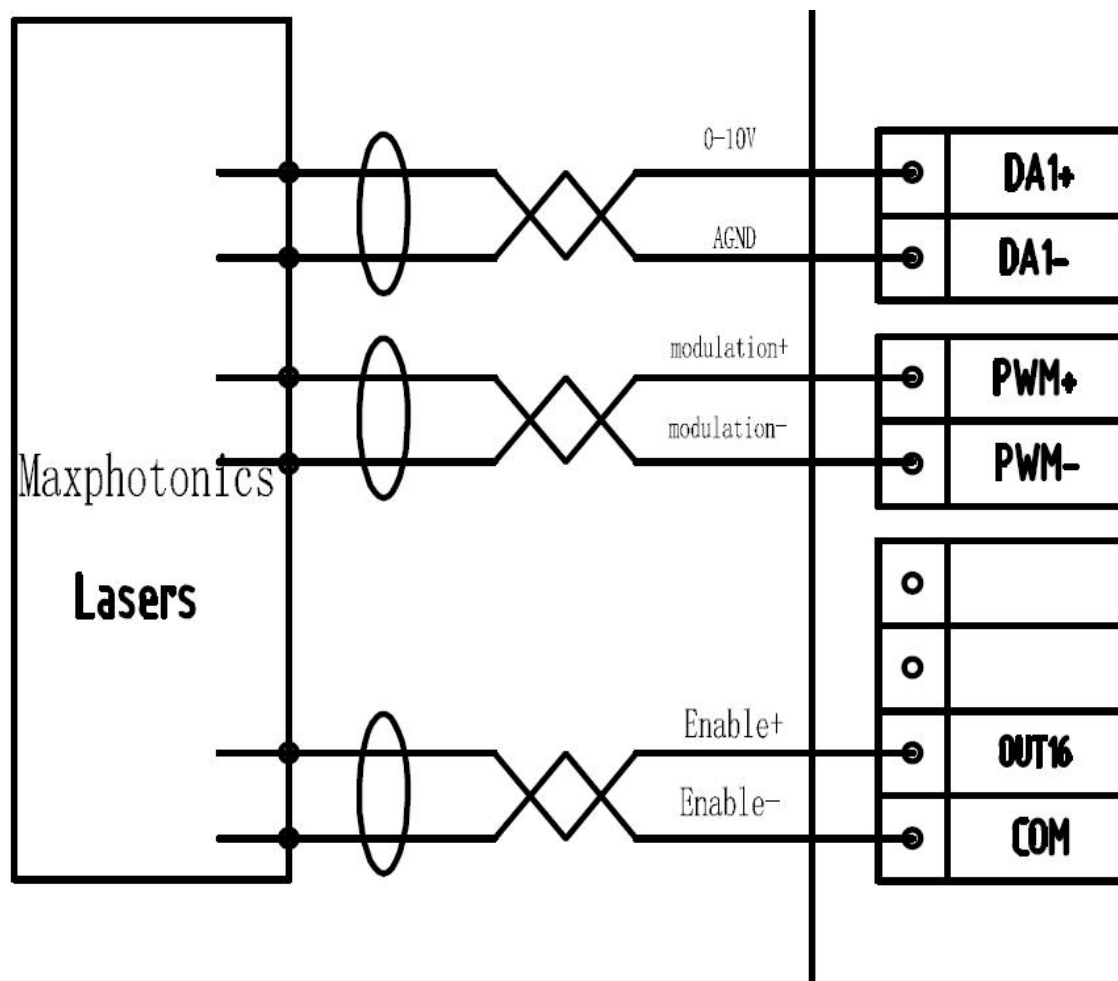 0-10V
DA1+
AGND
DA1-
modulation+
PWM+
modulation-
PWM-
Maxphotonics
Lasers
Enable+
OUT16
Enable-
COM